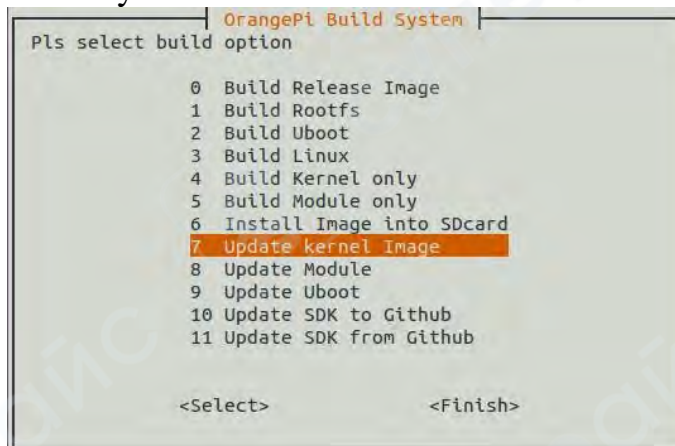 OrangePi Build System
Pls select build option
0 Build Release Image
1 Build Rootfs
2 Build Uboot
3 Build Linux
4 Build Kernel only
5 Build Module only
6 Install Image into SDcard
7 Update kernel Image
8 Update Module
9 Update Uboot
10 Update SDK to Github
11 Update SDK from Github
<Select> <Finish>